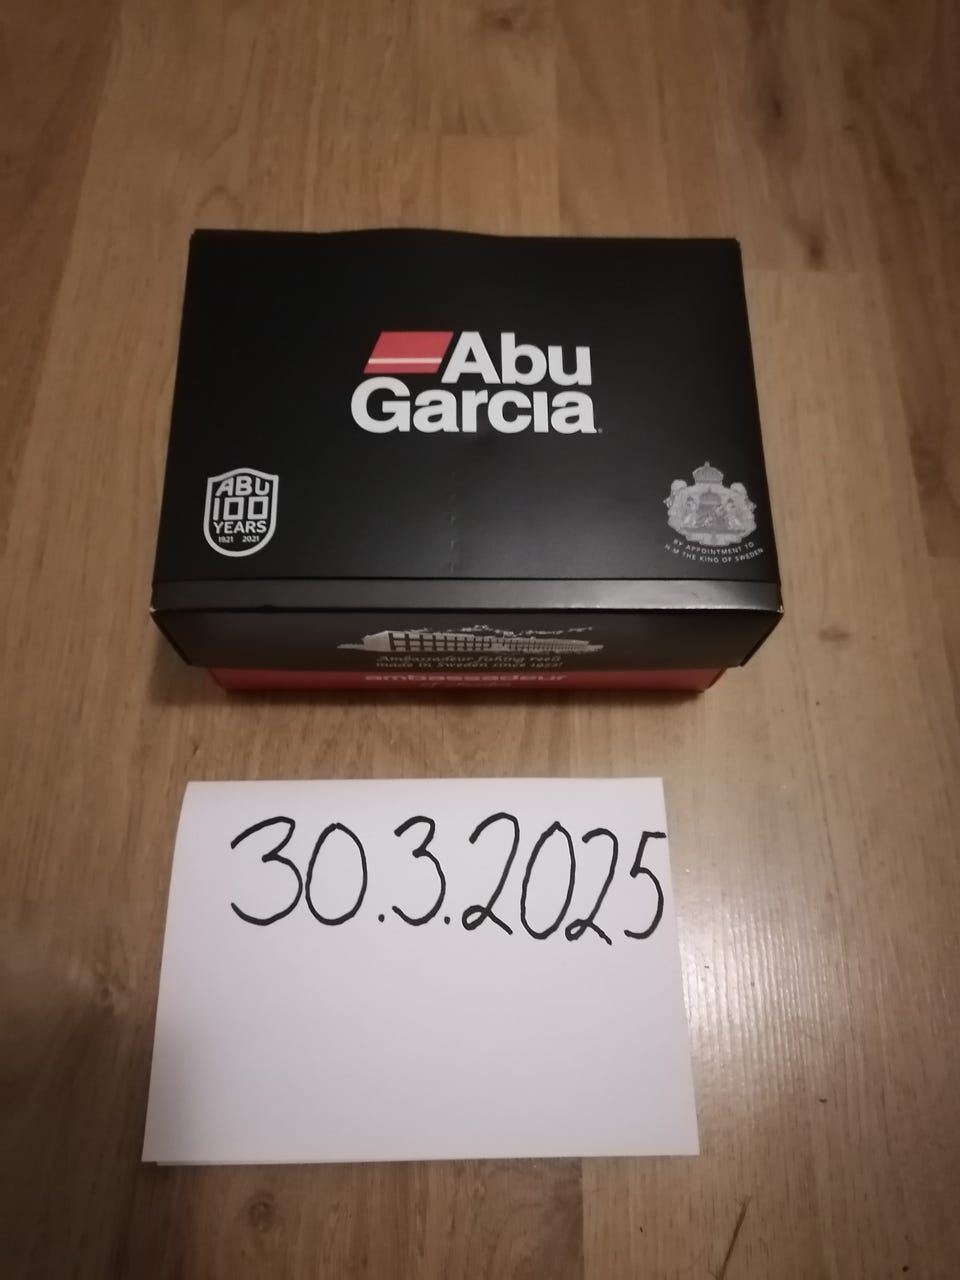 Abu
Garcia
ABU
100
YEARS
1921 2021
BY APPOINTMENT TO
H M THE KING OF SWEDEN
Ambassadeur fishing reels
made in Sweden since 1952!
ambassadeur
30.3.2025